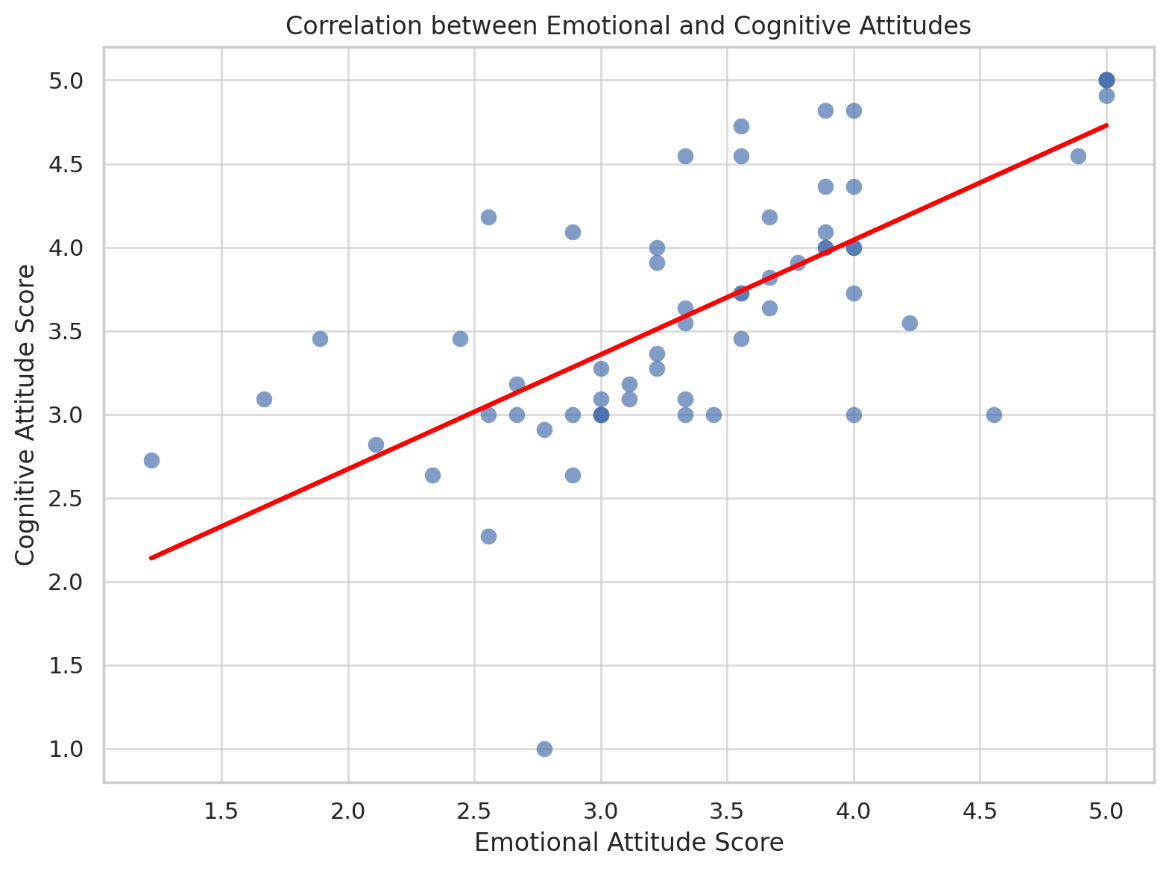 Correlation between Emotional and Cognitive Attitudes
Cognitive Attitude Score
5.0
4.5
4.0
3.5
3.0
2.5
2.0
1.5
1.0
1.5 2.0 2.5 3.0 3.5 4.0 4.5 5.0
Emotional Attitude Score